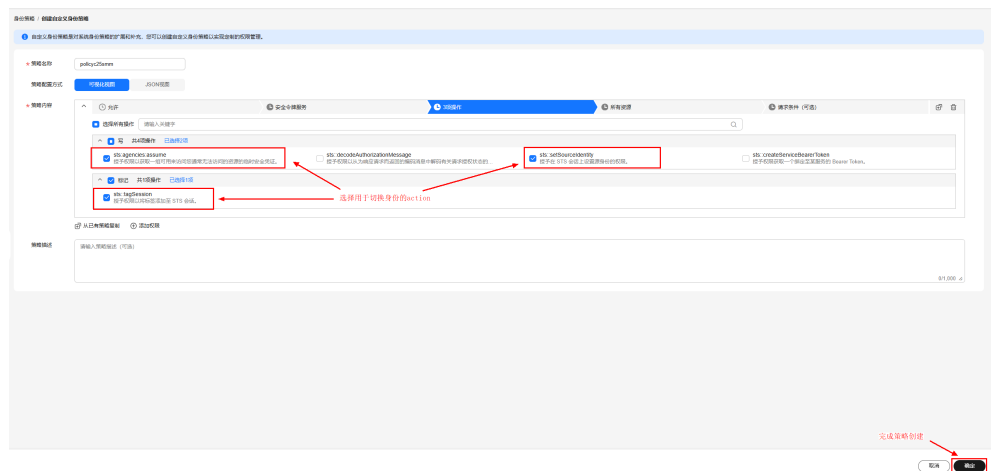 身份策略 / 创建自定义身份策略
自定义身份策略是对系统身份策略的扩展和补充，您可以创建自定义身份策略以实现定制的权限管理。
* 策略名称 policyc25smm
策略配置方式 可视化视图 JSON视图
* 策略内容 允许 安全令牌服务 3项操作 所有资源 请求条件（可选）
选择所有操作 请输入关键字
写 共4项操作 已选择2项
sts:agencies:assume sts::decodeAuthorizationMessage sts::setSourceIdentity sts::createServiceBearerToken
授予权限以获取一组可用来访问您通常无法访问的资源的临时安全凭证。 授予权限以从为响应请求而返回的编码消息中解码有关请求授权状态的... 授予在 STS 会话上设置源身份的权限。 授予权限获取一个绑定至某服务的 Bearer Token。
标记 共1项操作 已选择1项
sts::tagSession
授予权限以将标签添加至 STS 会话。
选择用于切换身份的action
从已有策略复制 添加权限
策略描述 请输入策略描述（可选）
0/1,000
完成策略创建
取消 确定